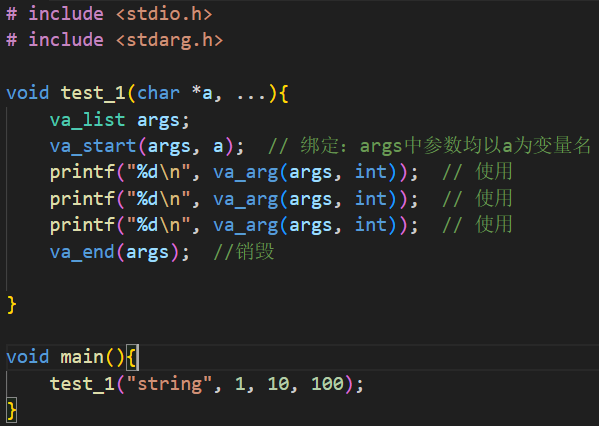 # include <stdio.h>
# include <stdarg.h>
void test_1(char *a, ...){
va_list args;
va_start(args, a);  // 绑定：args中参数均以a为变量名
printf("%d\n", va_arg(args, int));  // 使用
printf("%d\n", va_arg(args, int));  // 使用
printf("%d\n", va_arg(args, int));  // 使用
va_end(args);  //销毁
}
void main(){
test_1("string", 1, 10, 100);
}